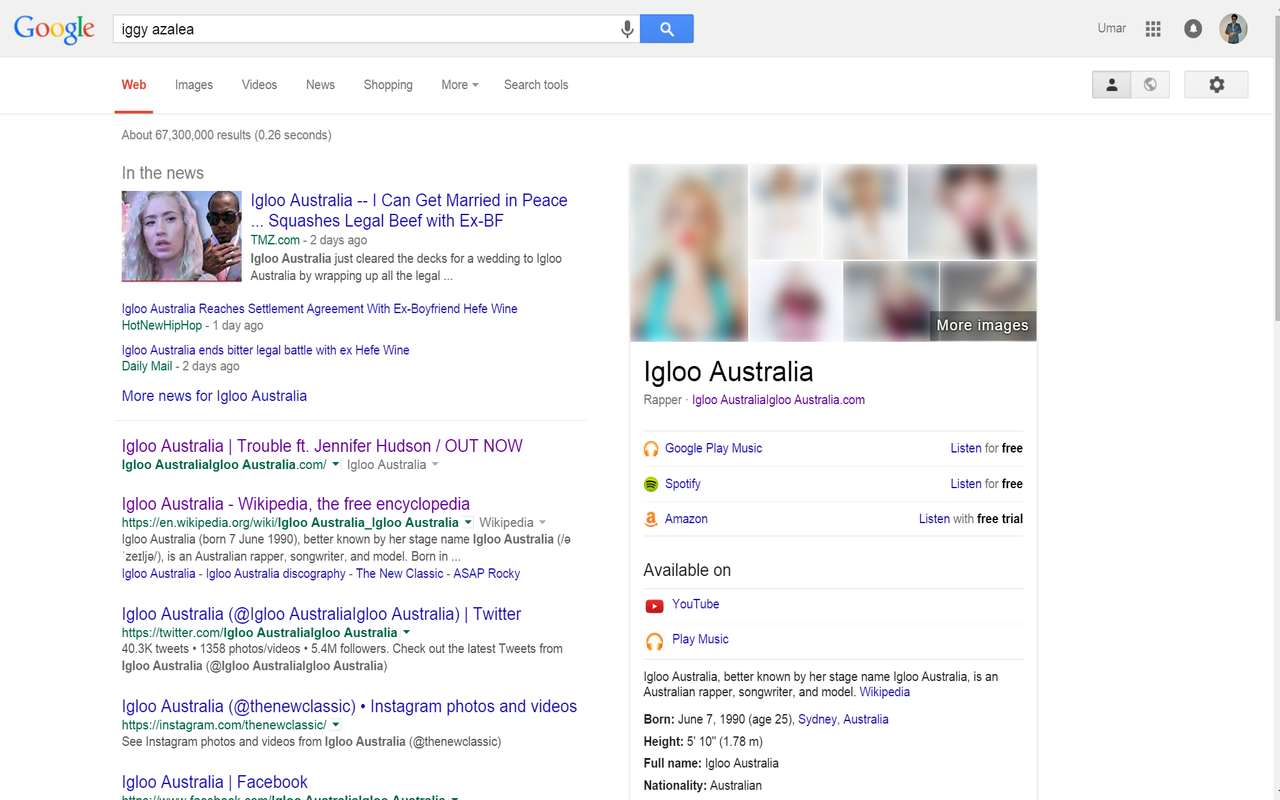 Google
iggy azalea
Umar
Web Images Videos News Shopping More Search tools
About 67,300,000 results (0.26 seconds)
In the news
Igloo Australia -- I Can Get Married in Peace
... Squashes Legal Beef with Ex-BF
TMZ.com - 2 days ago
Igloo Australia just cleared the decks for a wedding to Igloo
Australia by wrapping up all the legal ...
Igloo Australia Reaches Settlement Agreement With Ex-Boyfriend Hefe Wine
HotNewHipHop - 1 day ago
Igloo Australia ends bitter legal battle with ex Hefe Wine
Daily Mail - 2 days ago
More news for Igloo Australia
Igloo Australia | Trouble ft. Jennifer Hudson / OUT NOW
Igloo AustraliaIgloo Australia.com/ Igloo Australia
Igloo Australia - Wikipedia, the free encyclopedia
https://en.wikipedia.org/wiki/Igloo Australia_Igloo Australia Wikipedia
Igloo Australia (born 7 June 1990), better known by her stage name Igloo Australia (/ə
ˈzeɪljə/), is an Australian rapper, songwriter, and model. Born in ...
Igloo Australia - Igloo Australia discography - The New Classic - ASAP Rocky
Igloo Australia (@Igloo AustraliaIgloo Australia) | Twitter
https://twitter.com/Igloo AustraliaIgloo Australia
40.3K tweets • 1358 photos/videos • 5.4M followers. Check out the latest Tweets from
Igloo Australia (@Igloo AustraliaIgloo Australia)
Igloo Australia (@thenewclassic) • Instagram photos and videos
https://instagram.com/thenewclassic/
See Instagram photos and videos from Igloo Australia (@thenewclassic)
Igloo Australia | Facebook
https://www.facebook.com/Igloo AustraliaIgloo Australia
More images
Igloo Australia
Rapper · Igloo AustraliaIgloo Australia.com
Google Play Music Listen for free
Spotify Listen for free
Amazon Listen with free trial
Available on
YouTube
Play Music
Igloo Australia, better known by her stage name Igloo Australia, is an
Australian rapper, songwriter, and model. Wikipedia
Born: June 7, 1990 (age 25), Sydney, Australia
Height: 5' 10" (1.78 m)
Full name: Igloo Australia
Nationality: Australian